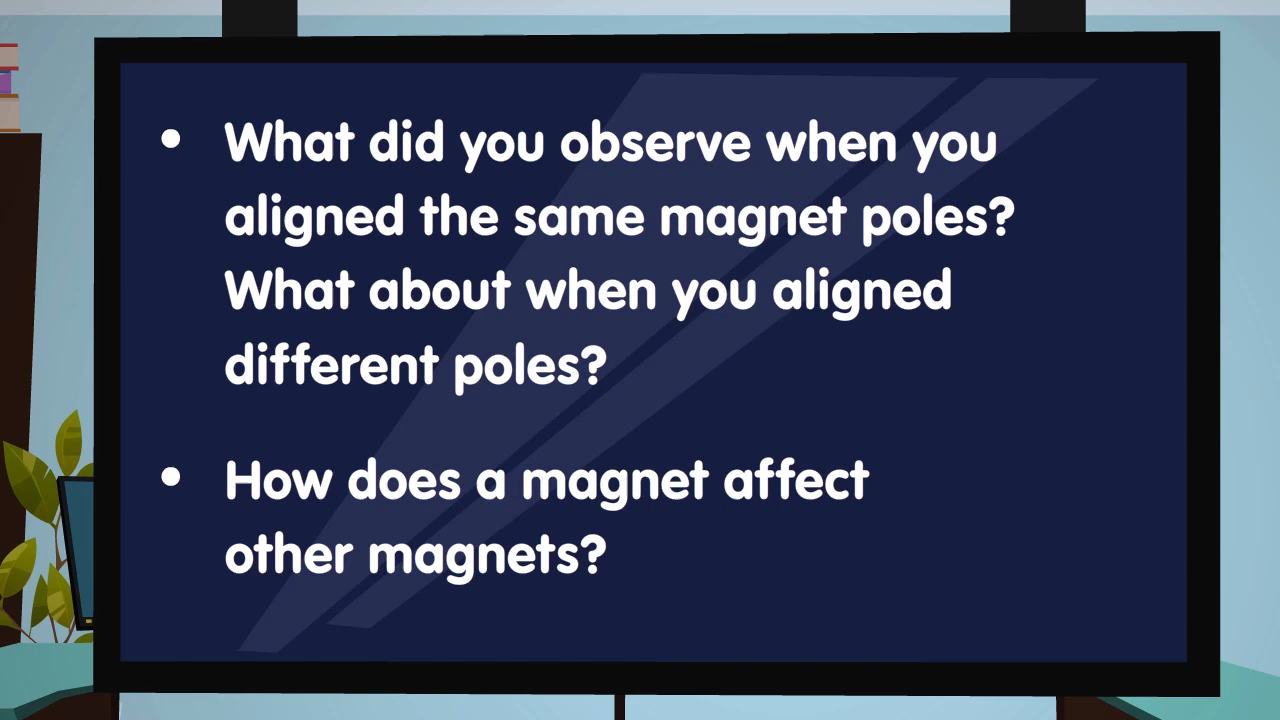 • What did you observe when you
aligned the same magnet poles?
What about when you aligned
different poles?
• How does a magnet affect
other magnets?